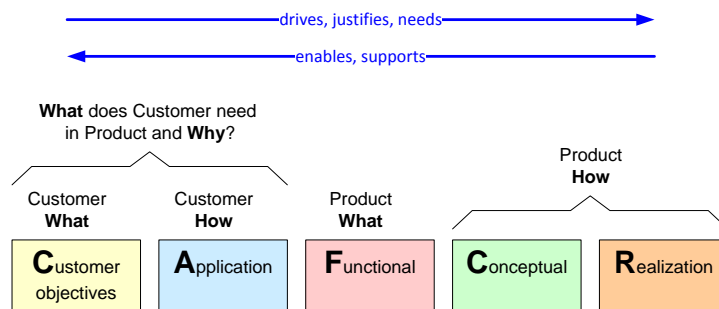 drives, justifies, needs
enables, supports
What does Customer need
in Product and Why?
Product
How
Customer
What
Customer
How
Product
What
Customer
objectives
Application
Functional
Conceptual
Realization